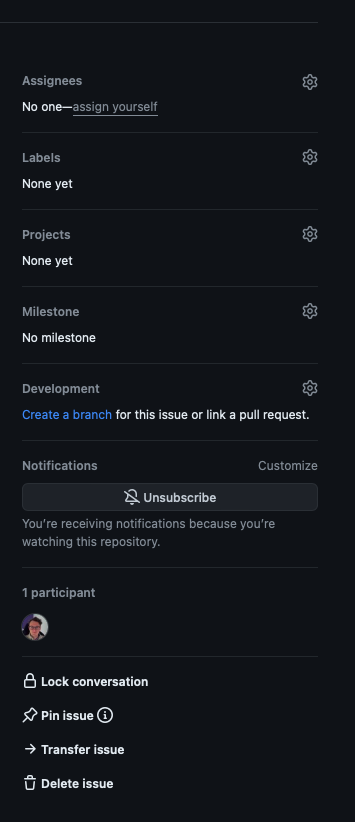 Assignees
No one—assign yourself
Labels
None yet
Projects
None yet
Milestone
No milestone
Development
Create a branch for this issue or link a pull request.
Notifications Customize
Unsubscribe
You’re receiving notifications because you’re
watching this repository.
1 participant
Lock conversation
Pin issue
Transfer issue
Delete issue